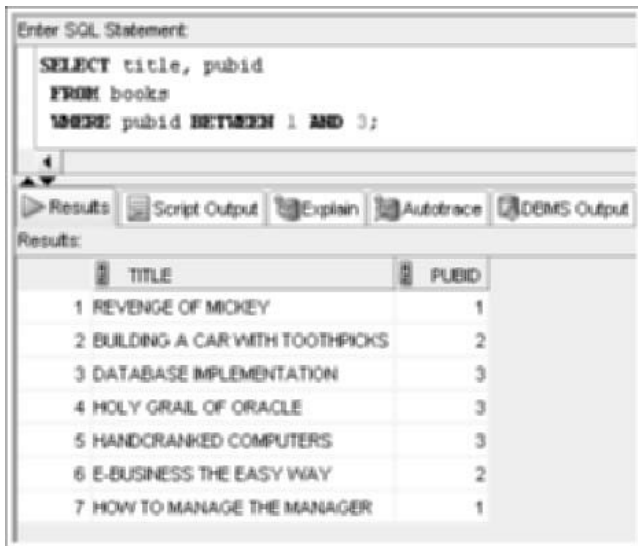 Enter SQL Statement:
SELECT title, pubid
FROM books
WHERE pubid BETWEEN 1 AND 3;
Results Script Output Explain Autotrace DBMS Output
Results:
TITLE PUBID
1 REVENGE OF MICKEY 1
2 BUILDING A CAR WITH TOOTHPICKS 2
3 DATABASE IMPLEMENTATION 3
4 HOLY GRAIL OF ORACLE 3
5 HANDCRANKED COMPUTERS 3
6 E-BUSINESS THE EASY WAY 2
7 HOW TO MANAGE THE MANAGER 1